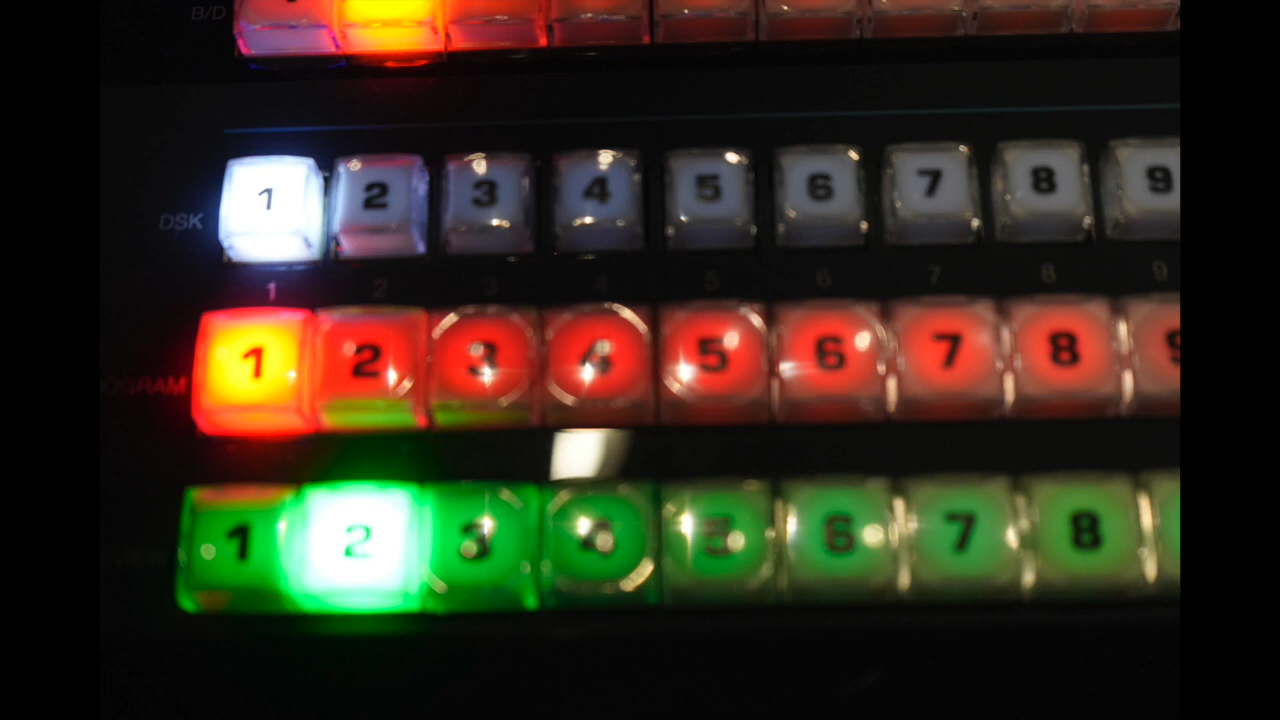 B/D
DSK 1 2 3 4 5 6 7 8 9
1 2 3 4 5 6 7 8 9
OGRAM 1 2 3 4 5 6 7 8 9
1 2 3 4 5 6 7 8